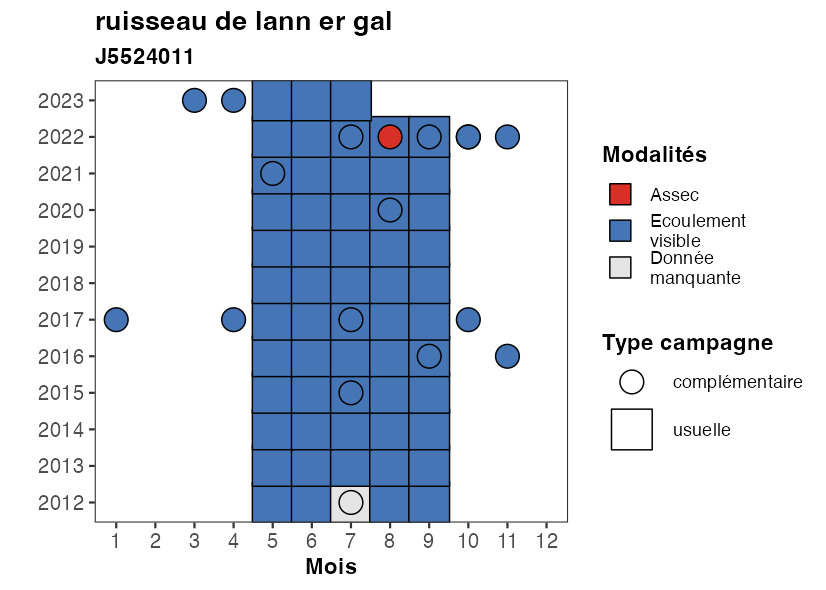 ruisseau de lann er gal
J5524011
2023
2022
2021
2020
2019
2018
2017
2016
2015
2014
2013
2012
1 2 3 4 5 6 7 8 9 10 11 12
Mois
Modalités
Assec
Ecoulement
visible
Donnée
manquante
Type campagne
complémentaire
usuelle